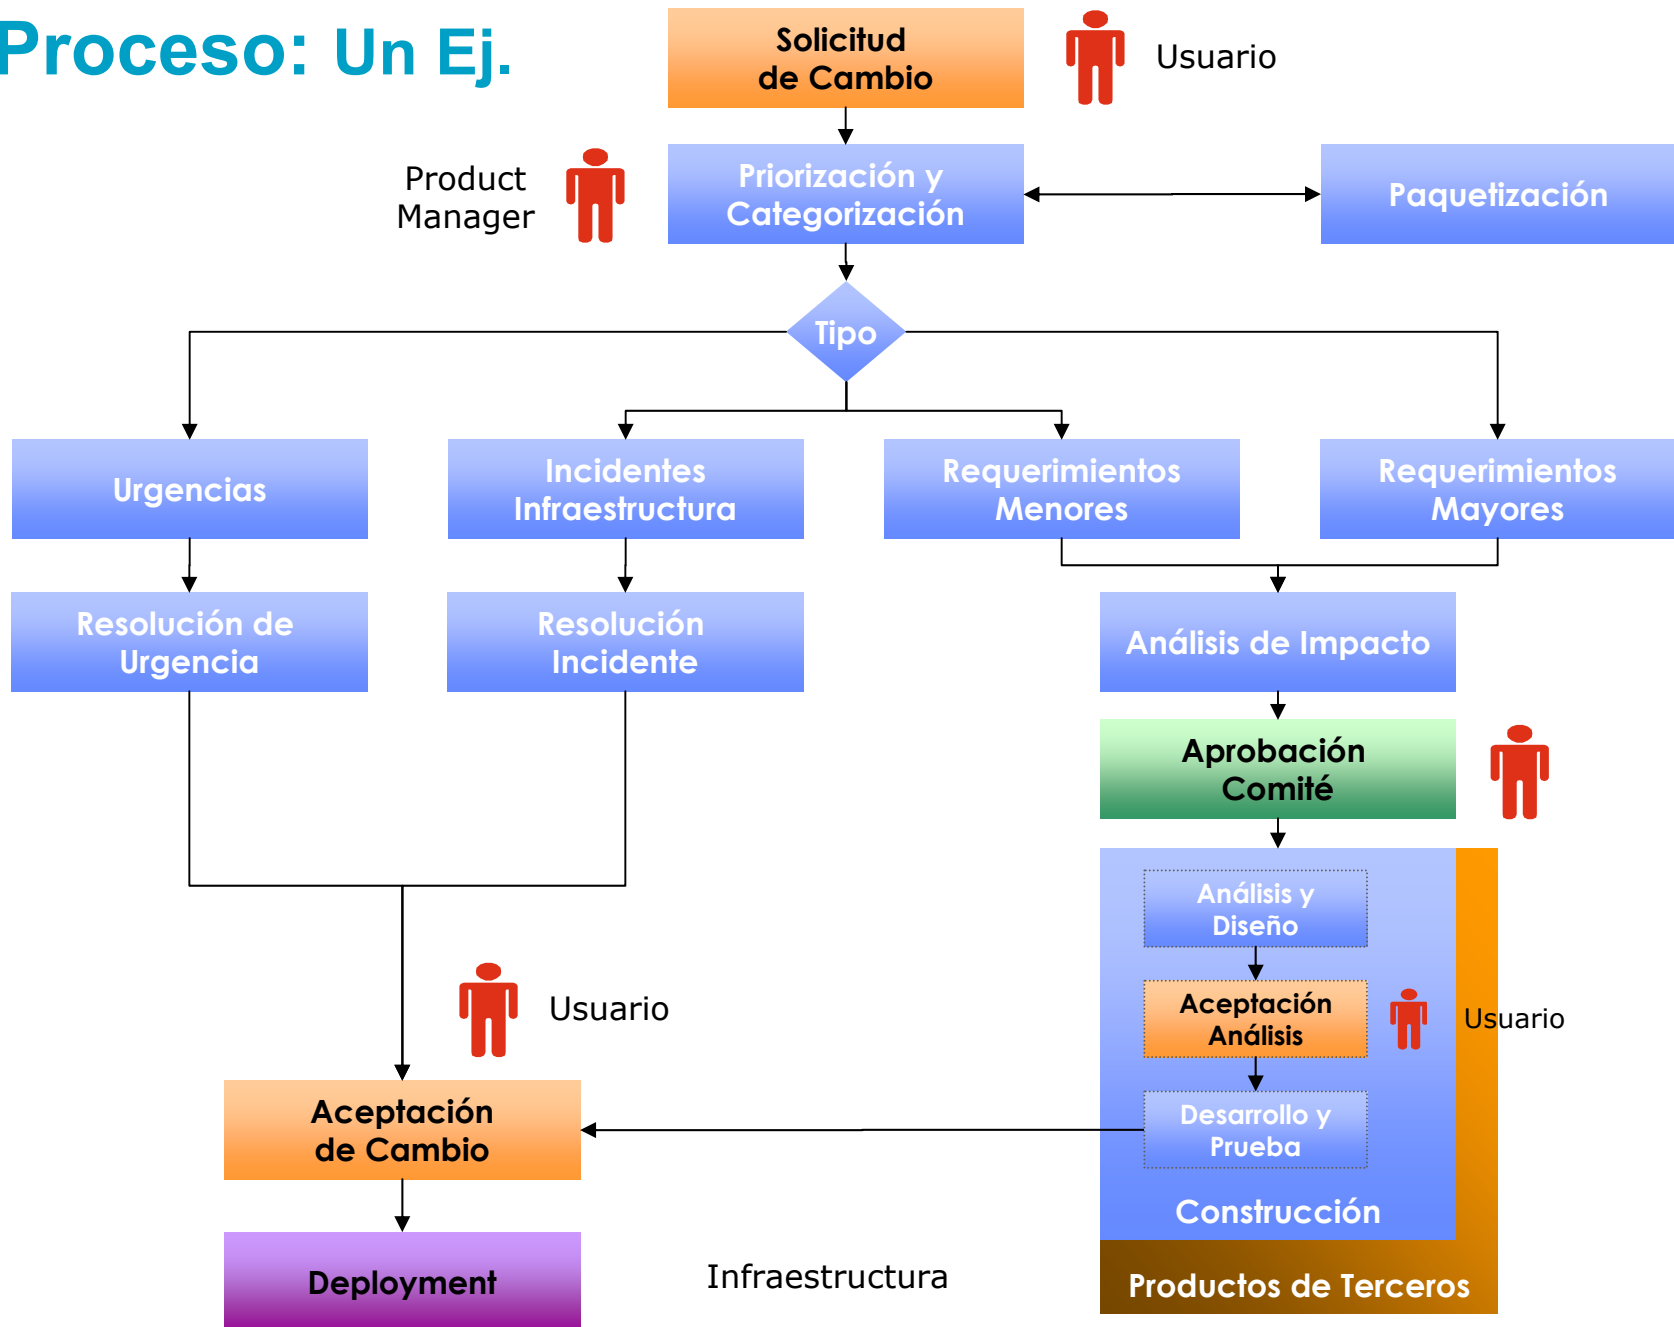 Proceso: Un Ej.
Solicitud
de Cambio
Usuario
Product
Manager
Priorización y
Categorización
Paquetización
Tipo
Urgencias
Incidentes
Infraestructura
Requerimientos
Menores
Requerimientos
Mayores
Resolución de
Urgencia
Resolución
Incidente
Análisis de Impacto
Aprobación
Comité
Análisis y
Diseño
Usuario
Aceptación
Análisis
Usuario
Aceptación
de Cambio
Desarrollo y
Prueba
Construcción
Deployment
Infraestructura
Productos de Terceros